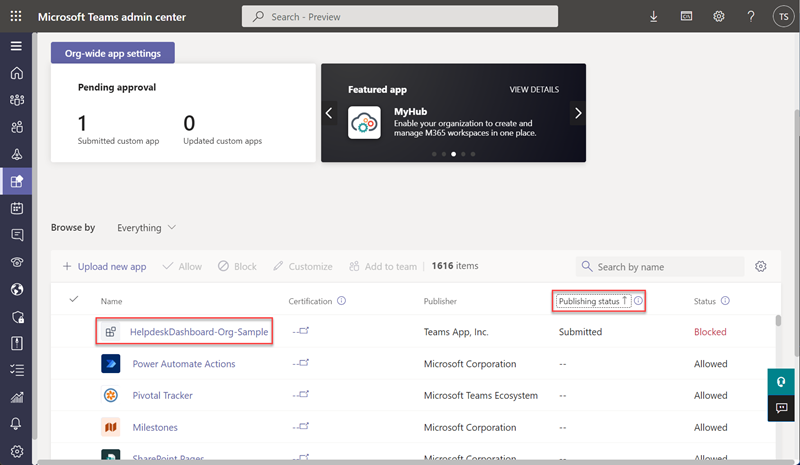 Microsoft Teams admin center
Search - Preview
?
TS
Org-wide app settings
Pending approval
1
0
Submitted custom app
Updated custom apps
Featured app
VIEW DETAILS
MyHub
Enable your organization to create and
manage M365 workspaces in one place.
Browse by
Everything
+ Upload new app
Allow
Block
Customize
Add to team
1616 items
Search by name
Name
Certification
Publisher
Publishing status ↑
Status
HelpdeskDashboard-Org-Sample
--
Teams App, Inc.
Submitted
Blocked
Power Automate Actions
--
Microsoft Corporation
--
Allowed
Pivotal Tracker
--
Microsoft Teams Ecosystem
--
Allowed
Milestones
--
Microsoft Corporation
--
Allowed
SharePoint Pages
--
Microsoft Corporation
--
Allowed